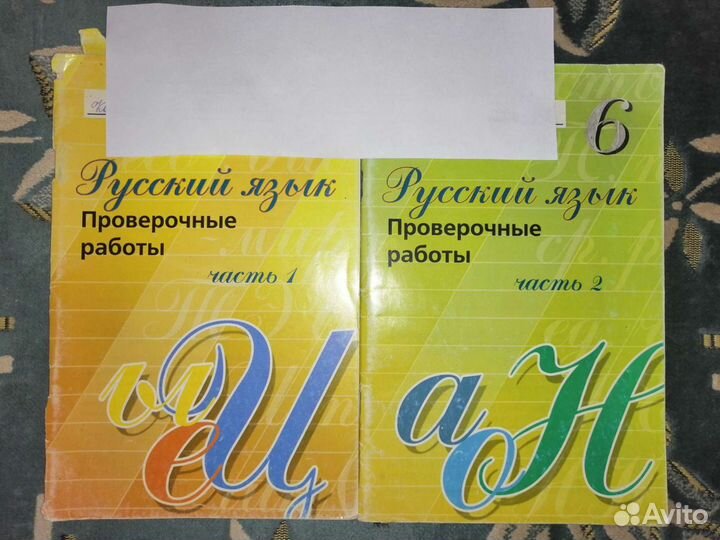 6
Русский язык
Проверочные
работы
часть 1
ы Ц е
Русский язык
Проверочные
работы
часть 2
а о Н
Avito